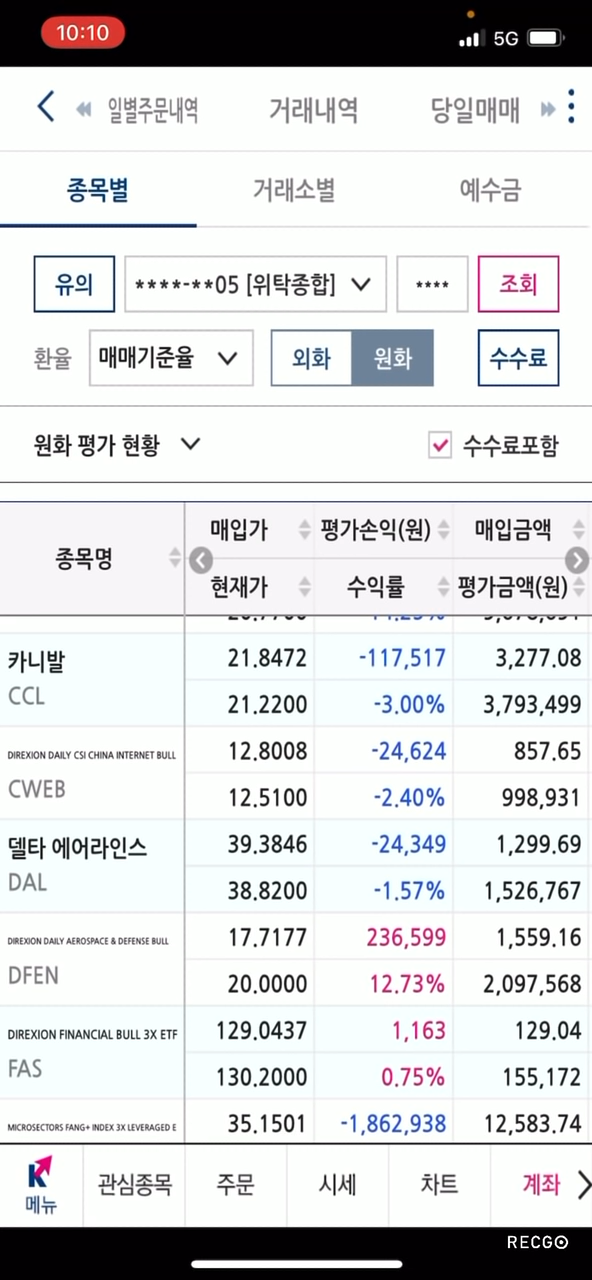 10:10
5G
일별주문내역 거래내역 당일매매
종목별 거래소별 예수금
유의 ****-**05 [위탁종합] **** 조회
환율 매매기준율 외화 원화 수수료
원화 평가 현황 수수료포함
종목명 매입가 평가손익(원) 매입금액
현재가 수익률 평가금액(원)
카니발 21.8472 -117,517 3,277.08
CCL 21.2200 -3.00% 3,793,499
DIREXION DAILY CSI CHINA INTERNET BULL 12.8008 -24,624 857.65
CWEB 12.5100 -2.40% 998,931
델타 에어라인스 39.3846 -24,349 1,299.69
DAL 38.8200 -1.57% 1,526,767
DIREXION DAILY AEROSPACE & DEFENSE BULL 17.7177 236,599 1,559.16
DFEN 20.0000 12.73% 2,097,568
DIREXION FINANCIAL BULL 3X ETF 129.0437 1,163 129.04
FAS 130.2000 0.75% 155,172
MICROSECTORS FANG+ INDEX 3X LEVERAGED E 35.1501 -1,862,938 12,583.74
메뉴 관심종목 주문 시세 차트 계좌
RECGO